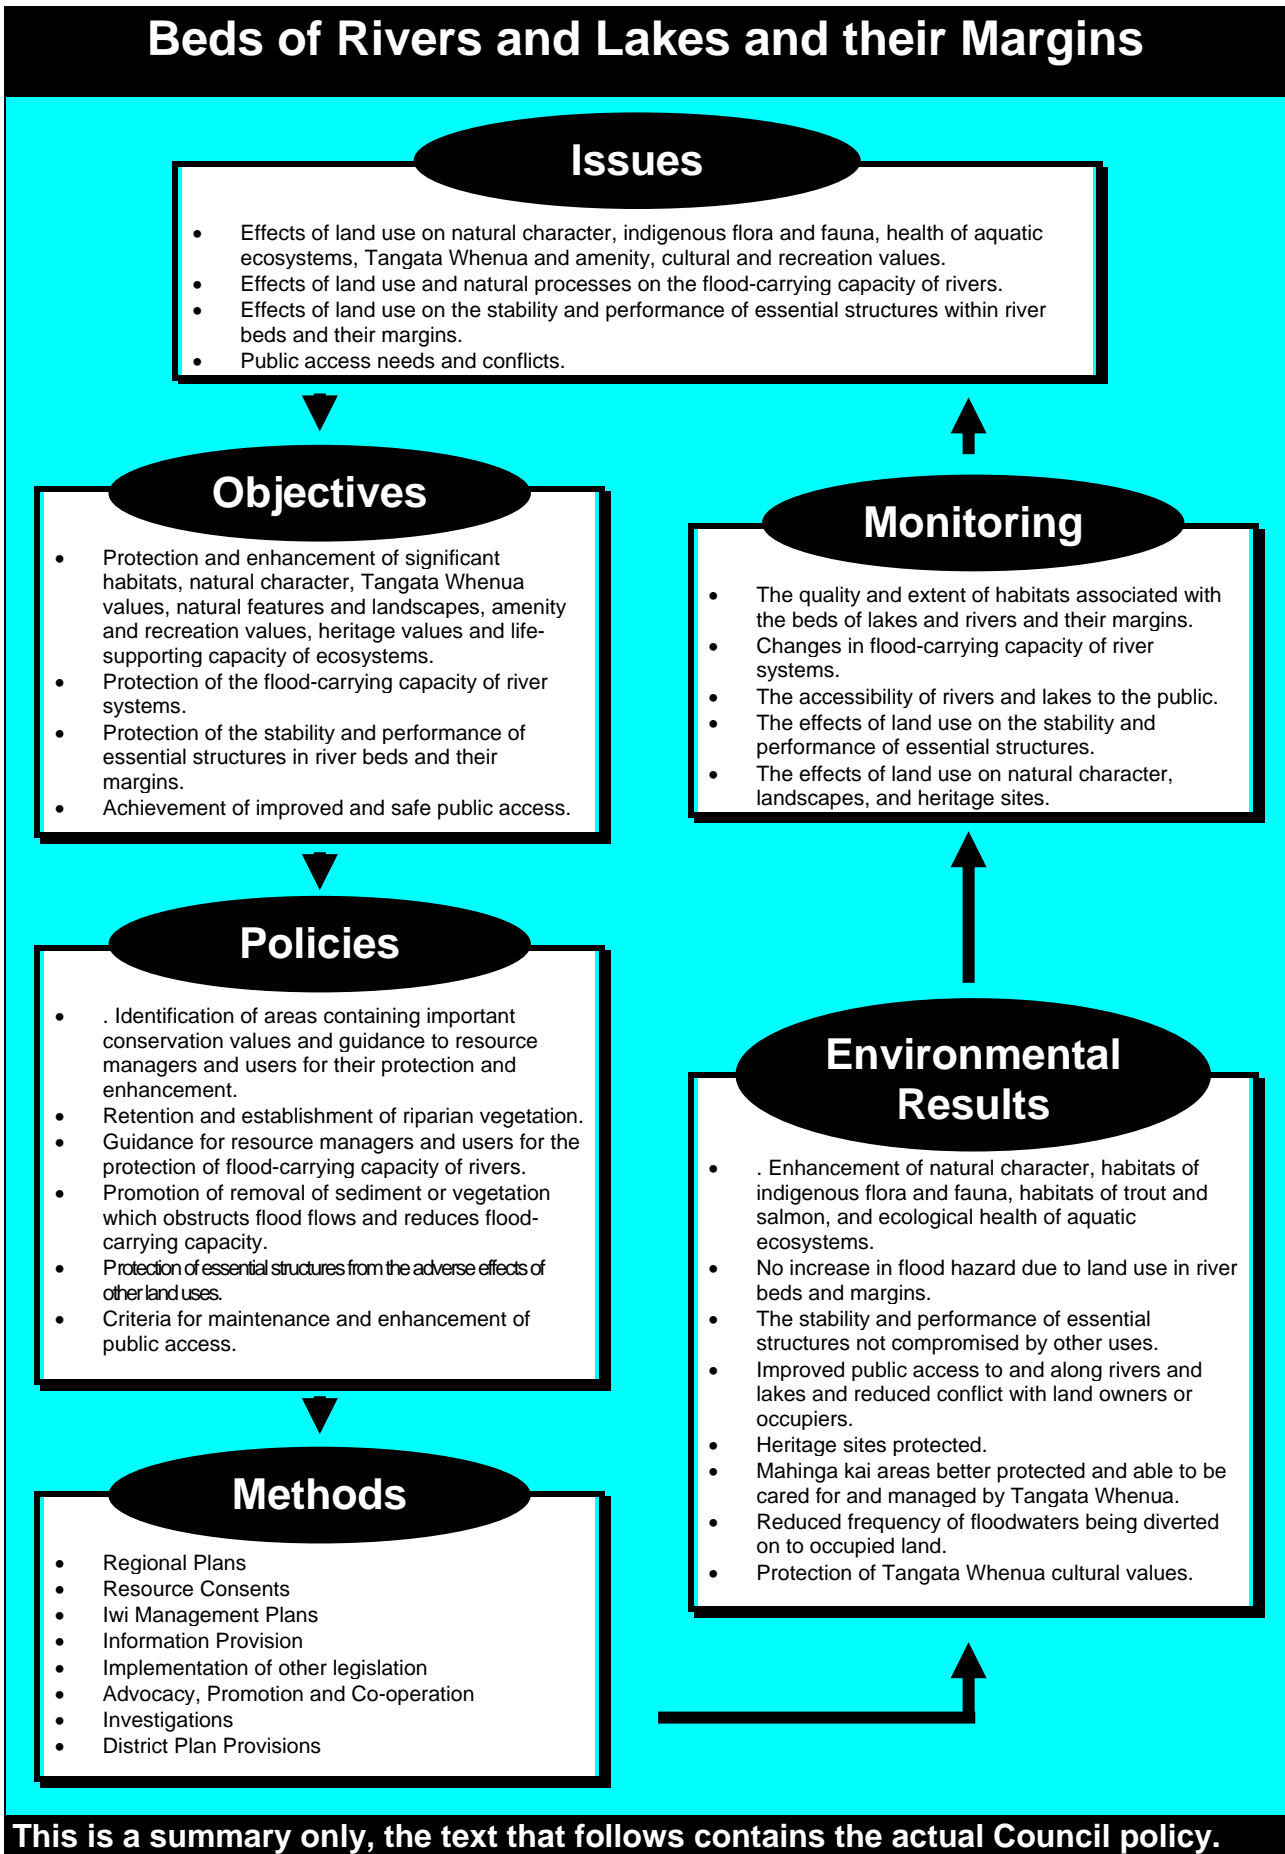 Beds of Rivers and Lakes and their Margins
Issues
• Effects of land use on natural character, indigenous flora and fauna, health of aquatic
ecosystems, Tangata Whenua and amenity, cultural and recreation values.
• Effects of land use and natural processes on the flood-carrying capacity of rivers.
• Effects of land use on the stability and performance of essential structures within river
beds and their margins.
• Public access needs and conflicts.
Objectives
• Protection and enhancement of significant
habitats, natural character, Tangata Whenua
values, natural features and landscapes, amenity
and recreation values, heritage values and life-
supporting capacity of ecosystems.
• Protection of the flood-carrying capacity of river
systems.
• Protection of the stability and performance of
essential structures in river beds and their
margins.
• Achievement of improved and safe public access.
Policies
• . Identification of areas containing important
conservation values and guidance to resource
managers and users for their protection and
enhancement.
• Retention and establishment of riparian vegetation.
• Guidance for resource managers and users for the
protection of flood-carrying capacity of rivers.
• Promotion of removal of sediment or vegetation
which obstructs flood flows and reduces flood-
carrying capacity.
• Protection of essential structures from the adverse effects of
other land uses.
• Criteria for maintenance and enhancement of
public access.
Methods
• Regional Plans
• Resource Consents
• Iwi Management Plans
• Information Provision
• Implementation of other legislation
• Advocacy, Promotion and Co-operation
• Investigations
• District Plan Provisions
Environmental
Results
• . Enhancement of natural character, habitats of
indigenous flora and fauna, habitats of trout and
salmon, and ecological health of aquatic
ecosystems.
• No increase in flood hazard due to land use in river
beds and margins.
• The stability and performance of essential
structures not compromised by other uses.
• Improved public access to and along rivers and
lakes and reduced conflict with land owners or
occupiers.
• Heritage sites protected.
• Mahinga kai areas better protected and able to be
cared for and managed by Tangata Whenua.
• Reduced frequency of floodwaters being diverted
on to occupied land.
• Protection of Tangata Whenua cultural values.
Monitoring
• The quality and extent of habitats associated with
the beds of lakes and rivers and their margins.
• Changes in flood-carrying capacity of river
systems.
• The accessibility of rivers and lakes to the public.
• The effects of land use on the stability and
performance of essential structures.
• The effects of land use on natural character,
landscapes, and heritage sites.
This is a summary only, the text that follows contains the actual Council policy.